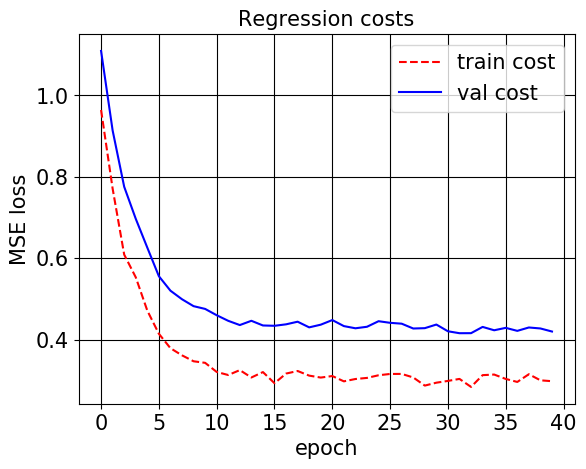 Regression costs
train cost
val cost
MSE loss
1.0
0.8
0.6
0.4
0 5 10 15 20 25 30 35 40
epoch